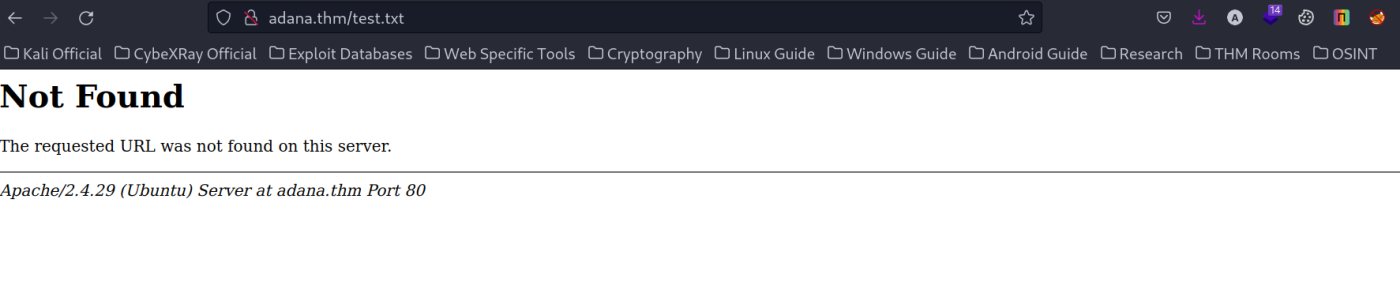 adana.thm/test.txt
14
A
Kali Official CybeXRay Official Exploit Databases Web Specific Tools Cryptography Linux Guide Windows Guide Android Guide Research THM Rooms OSINT
Not Found
The requested URL was not found on this server.
Apache/2.4.29 (Ubuntu) Server at adana.thm Port 80